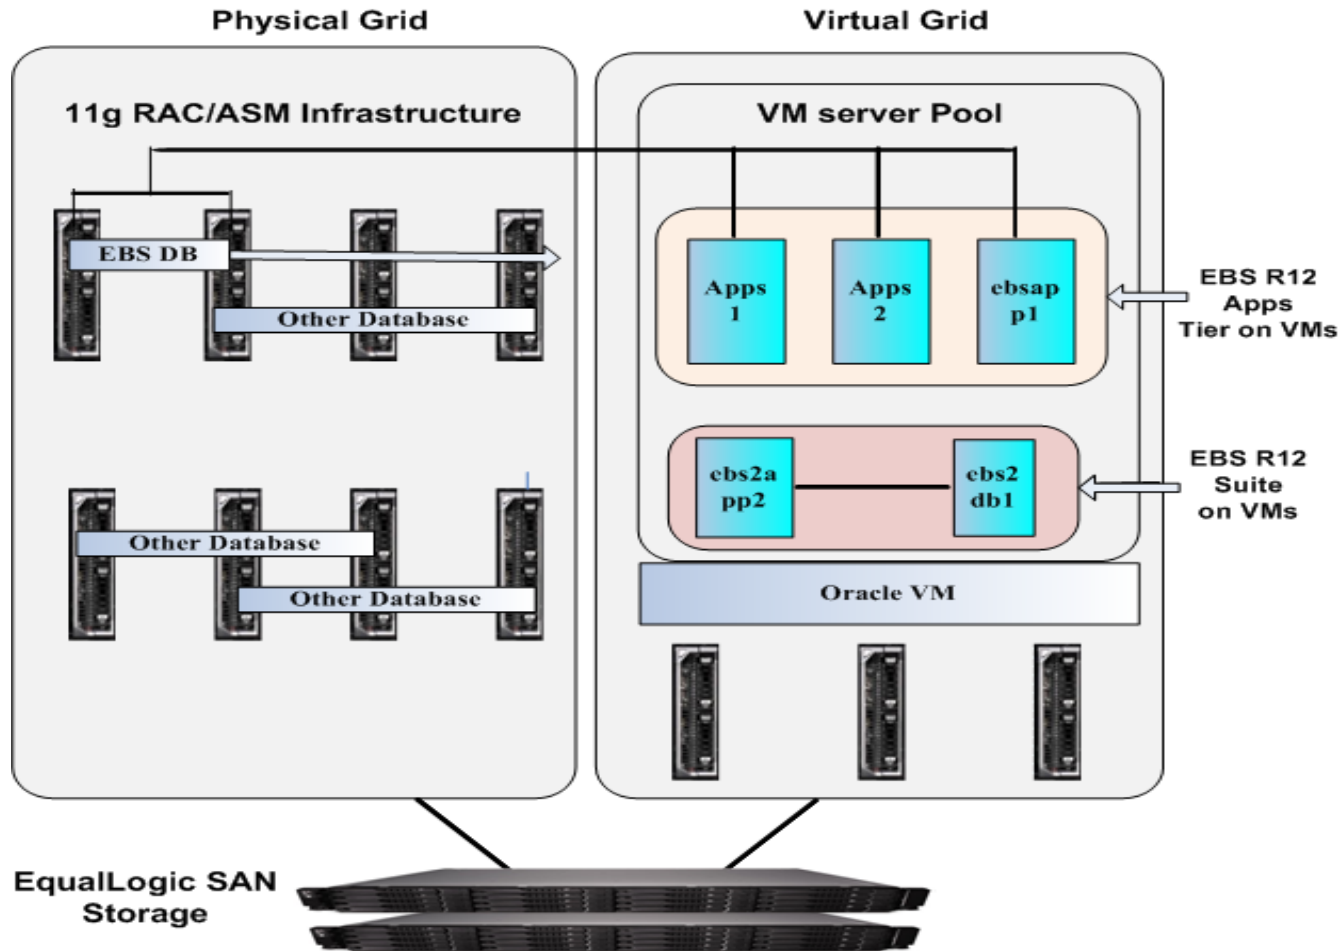 Physical Grid
Virtual Grid
11g RAC/ASM Infrastructure
VM server Pool
EBS DB
Other Database
Apps
1
Apps
2
ebsap
p1
EBS R12
Apps
Tier on VMs
Other Database
Other Database
ebs2a
pp2
ebs2
db1
EBS R12
Suite
on VMs
Oracle VM
EqualLogic SAN
Storage